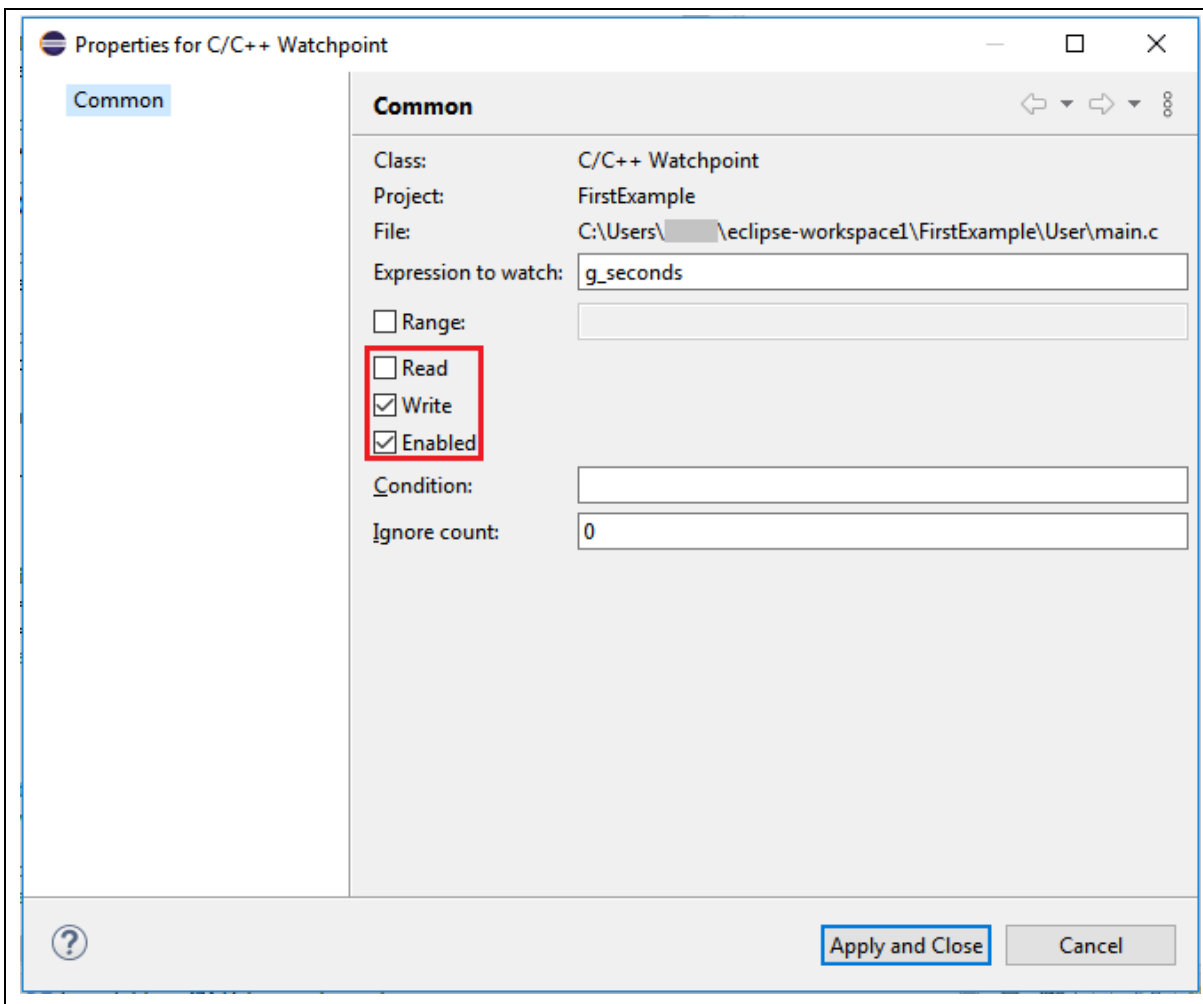 Properties for C/C++ Watchpoint
Common
Common
Class: C/C++ Watchpoint
Project: FirstExample
File: C:\Users\ \eclipse-workspace1\FirstExample\User\main.c
Expression to watch: g_seconds
Range:
Read
Write
Enabled
Condition:
Ignore count: 0
Apply and Close Cancel